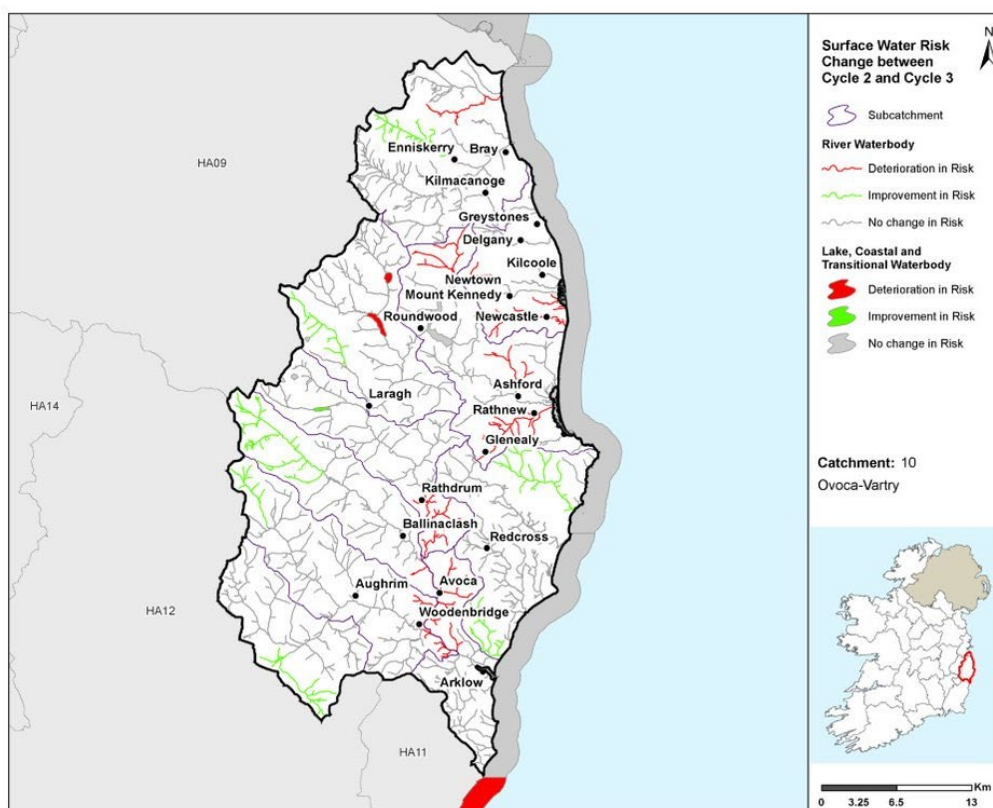 HA09
HA14
HA12
HA11
Enniskerry
Bray
Kilmacanoge
Greystones
Delgany
Kilcoole
Newtown
Mount Kennedy
Roundwood
Newcastle
Ashford
Laragh
Rathnew
Glenealy
Rathdrum
Ballinaclash
Redcross
Aughrim
Avoca
Woodenbridge
Arklow
N
Surface Water Risk
Change between
Cycle 2 and Cycle 3
Subcatchment
River Waterbody
Deterioration in Risk
Improvement in Risk
No change in Risk
Lake, Coastal and
Transitional Waterbody
Deterioration in Risk
Improvement in Risk
No change in Risk
Catchment: 10
Ovoca-Vartry
Km
0 3.25 6.5 13